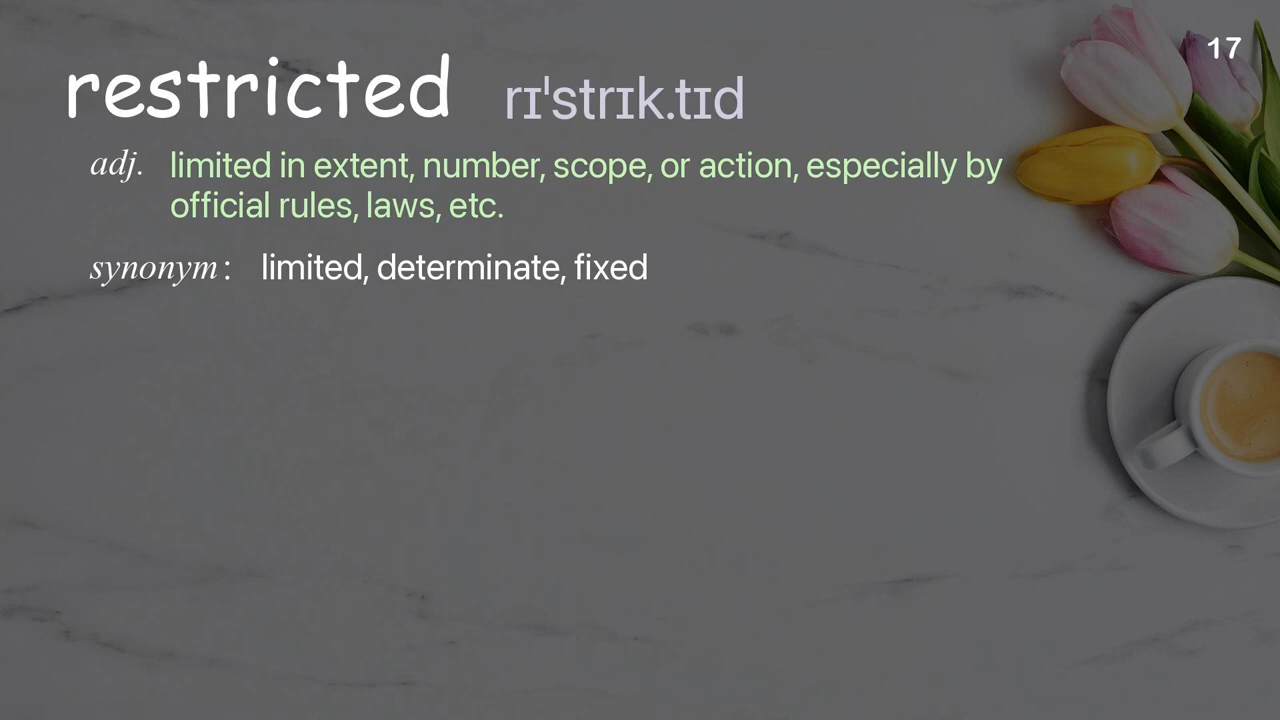 17
restricted rɪˈstrɪk.tɪd
adj. limited in extent, number, scope, or action, especially by
official rules, laws, etc.
synonym: limited, determinate, fixed